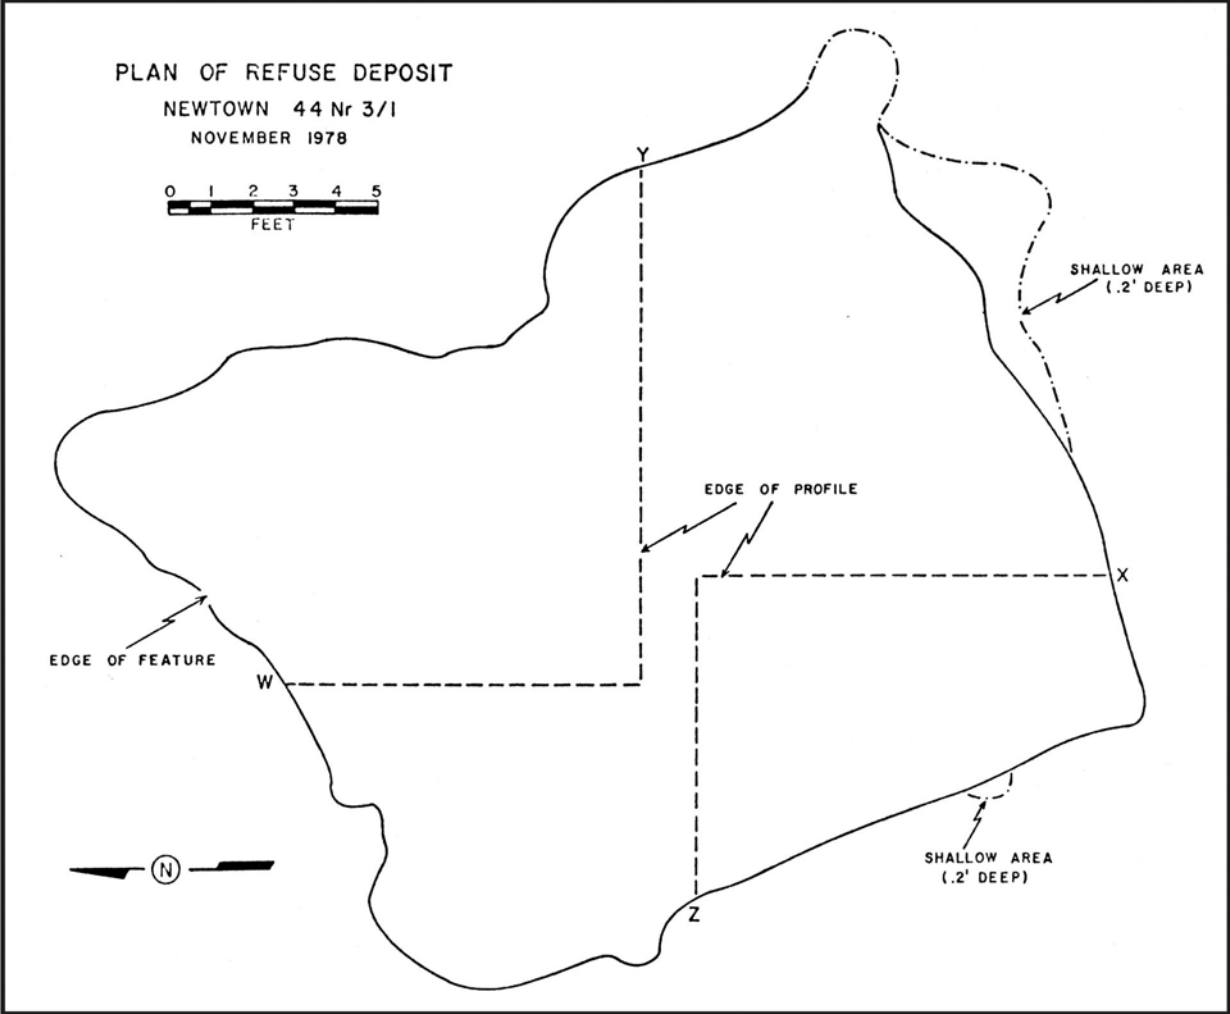 PLAN OF REFUSE DEPOSIT
NEWTOWN 44 Nr 3/1
NOVEMBER 1978
0 1 2 3 4 5
FEET
Y
SHALLOW AREA
(.2' DEEP)
EDGE OF PROFILE
X
EDGE OF FEATURE
W
N
SHALLOW AREA
(.2' DEEP)
Z